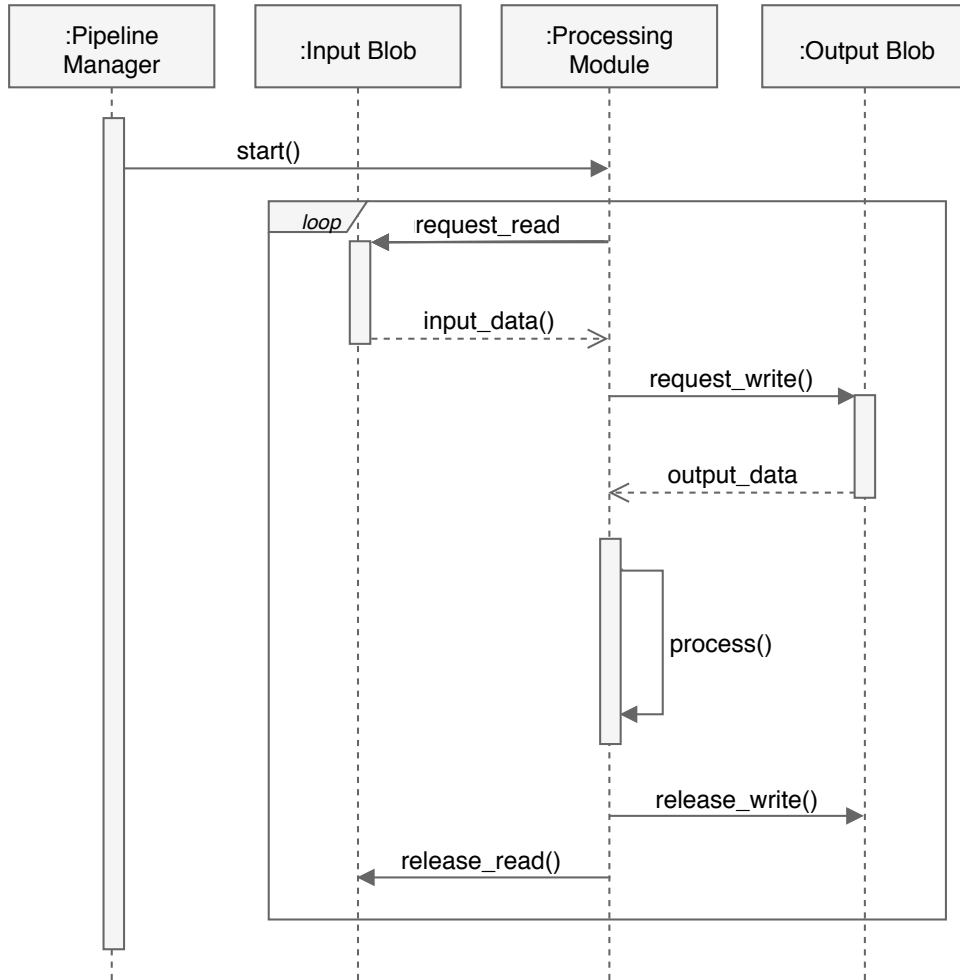 :Pipeline
Manager
:Input Blob
:Processing
Module
:Output Blob
start()
loop
request_read
input_data()
request_write()
output_data
process()
release_write()
release_read()